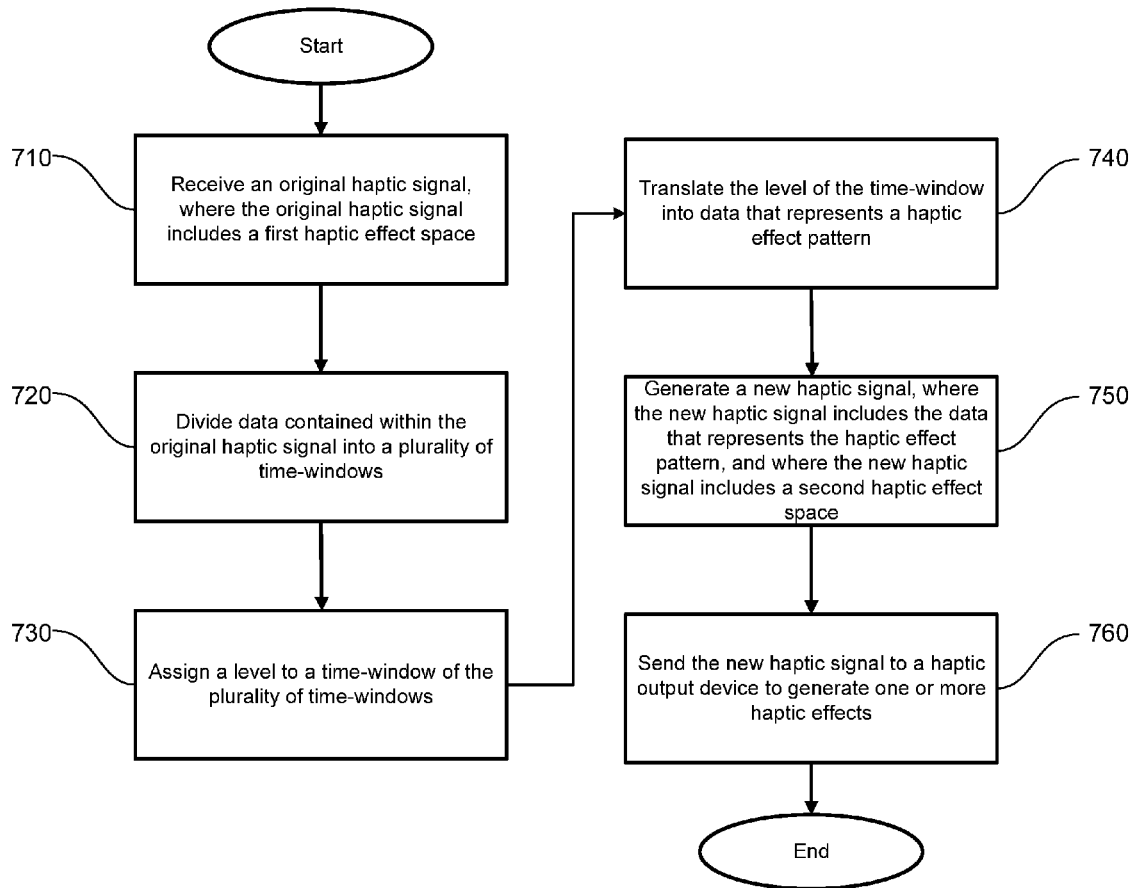 Start
710
Receive an original haptic signal,
where the original haptic signal
includes a first haptic effect space
720
Divide data contained within the
original haptic signal into a plurality of
time-windows
730
Assign a level to a time-window of the
plurality of time-windows
740
Translate the level of the time-window
into data that represents a haptic
effect pattern
750
Generate a new haptic signal, where
the new haptic signal includes the data
that represents the haptic effect
pattern, and where the new haptic
signal includes a second haptic effect
space
760
Send the new haptic signal to a haptic
output device to generate one or more
haptic effects
End